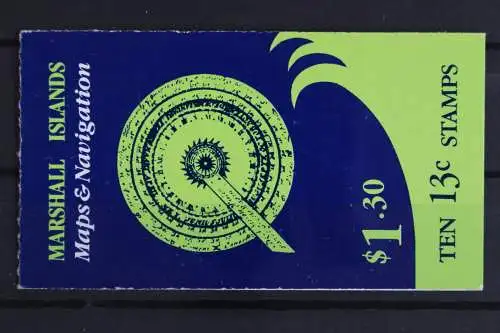 MARSHALL ISLANDS
Maps & Navigation
$1.30
TEN 13c STAMPS